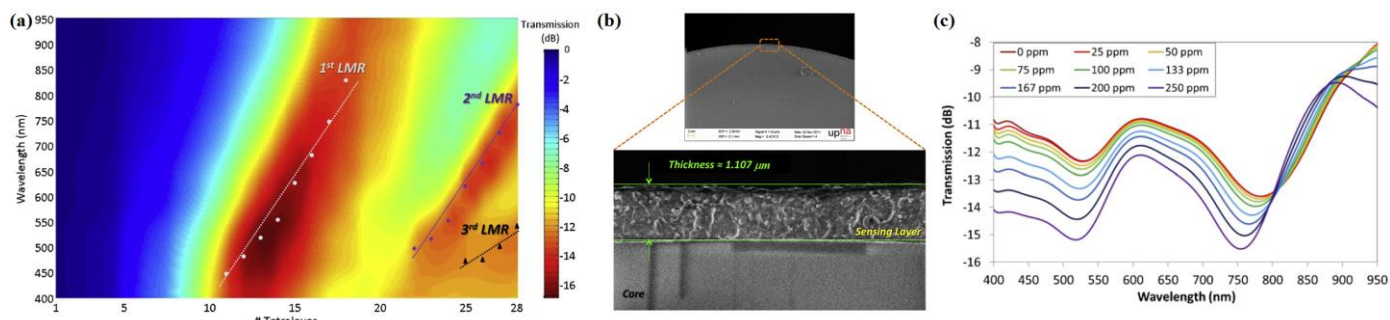 (a)
950
900
850
800
750
700
650
600
550
500
450
400
Wavelength (nm)
1
5
10
15
20
25
28
1st LMR
2nd LMR
3rd LMR
Transmission
(dB)
0
-2
-4
-6
-8
-10
-12
-14
-16
(b)
upna
Thickness ≈ 1.107 μm
Sensing Layer
Core
(c)
-8
-9
-10
-11
-12
-13
-14
-15
-16
Transmission (dB)
0 ppm 25 ppm 50 ppm
75 ppm 100 ppm 133 ppm
167 ppm 200 ppm 250 ppm
400 450 500 550 600 650 700 750 800 850 900 950
Wavelength (nm)